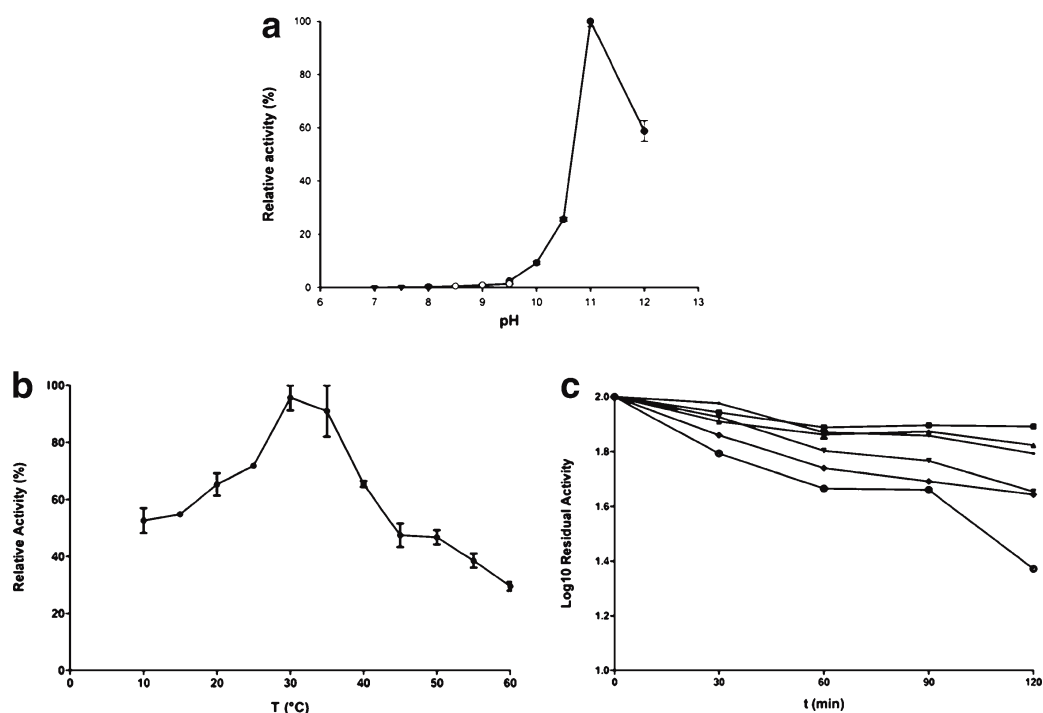 a
Relative activity (%)
100
80
60
40
20
0
6 7 8 9 10 11 12 13
pH
b
Relative Activity (%)
100
80
60
40
20
0
0 10 20 30 40 50 60
T (°C)
c
Log10 Residual Activity
2.0
1.8
1.6
1.4
1.2
1.0
0 30 60 90 120
t (min)